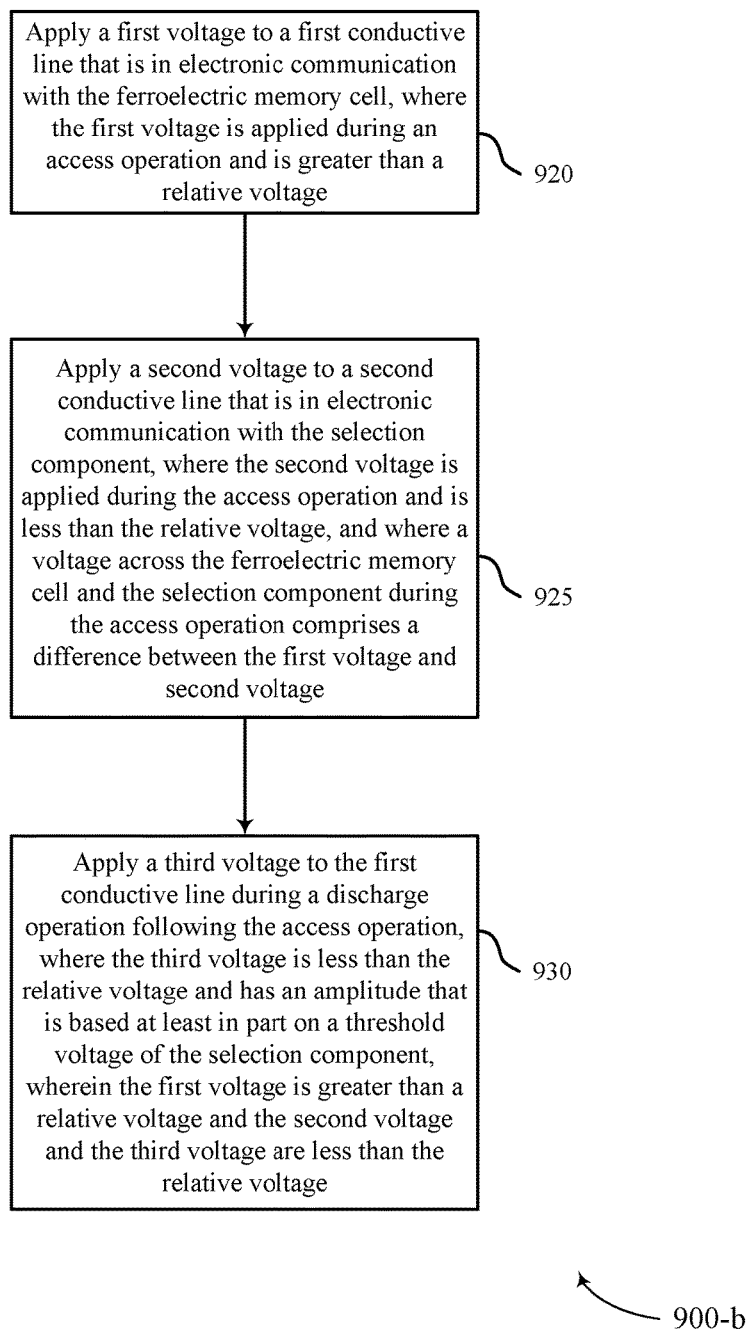 Apply a first voltage to a first conductive
line that is in electronic communication
with the ferroelectric memory cell, where
the first voltage is applied during an
access operation and is greater than a
relative voltage
920
Apply a second voltage to a second
conductive line that is in electronic
communication with the selection
component, where the second voltage is
applied during the access operation and is
less than the relative voltage, and where a
voltage across the ferroelectric memory
cell and the selection component during
the access operation comprises a
difference between the first voltage and
second voltage
925
Apply a third voltage to the first
conductive line during a discharge
operation following the access operation,
where the third voltage is less than the
relative voltage and has an amplitude that
is based at least in part on a threshold
voltage of the selection component,
wherein the first voltage is greater than a
relative voltage and the second voltage
and the third voltage are less than the
relative voltage
930
900-b